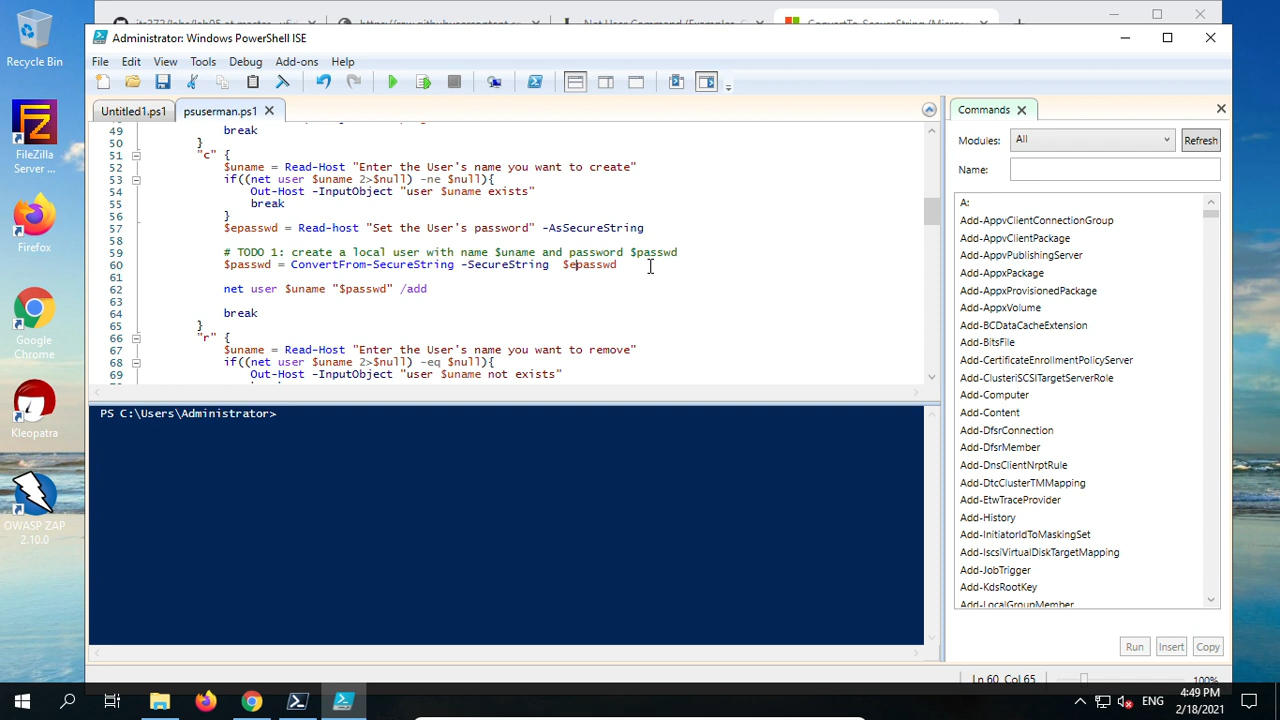 Recycle Bin
FileZilla
Server ...
Firefox
Google
Chrome
Kleopatra
OWASP ZAP
2.10.0
Not User Command (Examples,
ConvertTo-SecureString (Micros
Administrator: Windows PowerShell ISE
File Edit View Tools Debug Add-ons Help
Untitled1.ps1 psuserman.ps1
49 break
50 }
51 "c" {
52 $uname = Read-Host "Enter the User's name you want to create"
53 if((net user $uname 2>$null) -ne $null){
54 Out-Host -InputObject "user $uname exists"
55 break
56 }
57 $epasswd = Read-host "Set the User's password" -AsSecureString
58
59 # TODO 1: create a local user with name $uname and password $passwd
60 $passwd = ConvertFrom-SecureString -SecureString $epasswd
61
62 net user $uname "$passwd" /add
63
64 break
65 }
66 "r" {
67 $uname = Read-Host "Enter the User's name you want to remove"
68 if((net user $uname 2>$null) -eq $null){
69 Out-Host -InputObject "user $uname not exists"
PS C:\Users\Administrator>
Commands
Modules: All Refresh
Name:
A:
Add-AppvClientConnectionGroup
Add-AppvClientPackage
Add-AppvPublishingServer
Add-AppxPackage
Add-AppxProvisionedPackage
Add-AppxVolume
Add-BCDataCacheExtension
Add-BitsFile
Add-CertificateEnrollmentPolicyServer
Add-ClusteriSCSITargetServerRole
Add-Computer
Add-Content
Add-DfsrConnection
Add-DfsrMember
Add-DnsClientNrptRule
Add-DtcClusterTMMapping
Add-EtwTraceProvider
Add-History
Add-InitiatorIdToMaskingSet
Add-IscsiVirtualDiskTargetMapping
Add-JobTrigger
Add-KdsRootKey
Add-LocalGroupMember
Run Insert Copy
Ln 60 Col 65 100%
ENG
4:49 PM
2/18/2021